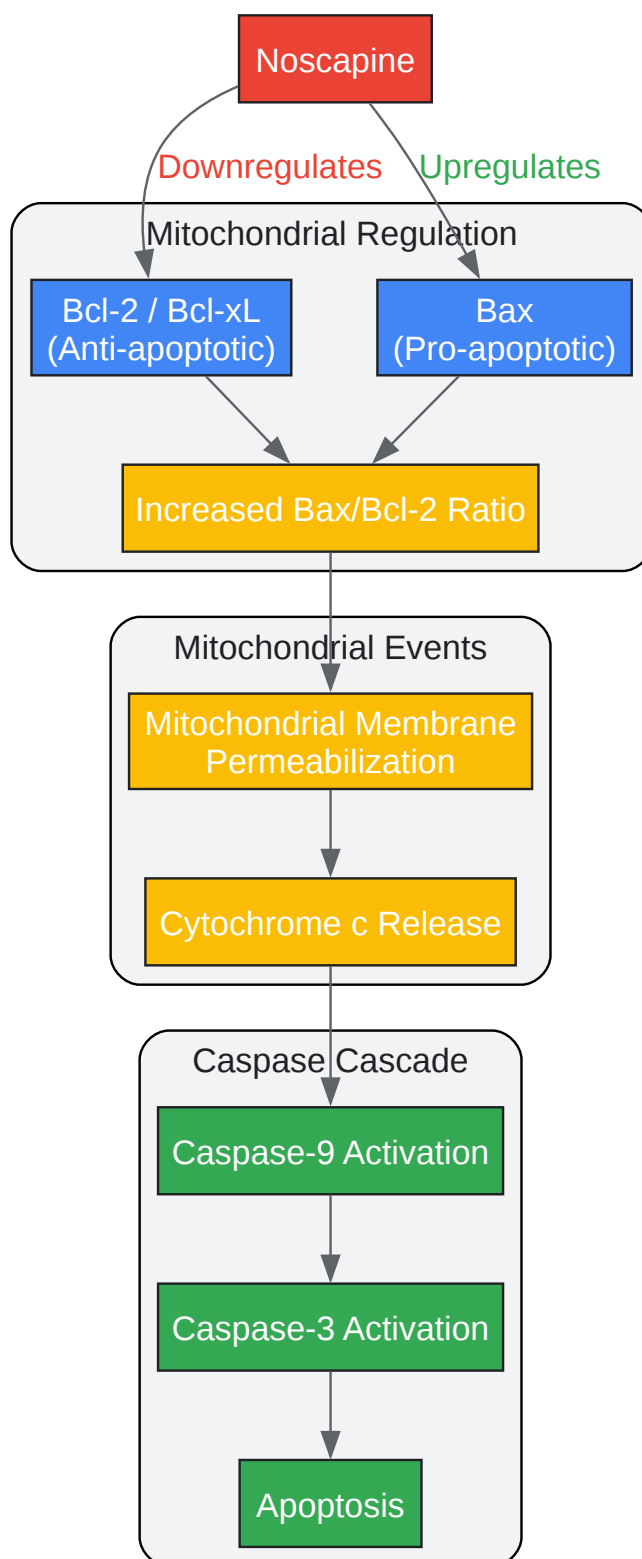 Noscapine
Downregulates
Upregulates
Mitochondrial Regulation
Bcl-2 / Bcl-xL
(Anti-apoptotic)
Bax
(Pro-apoptotic)
Increased Bax/Bcl-2 Ratio
Mitochondrial Events
Mitochondrial Membrane
Permeabilization
Cytochrome c Release
Caspase Cascade
Caspase-9 Activation
Caspase-3 Activation
Apoptosis